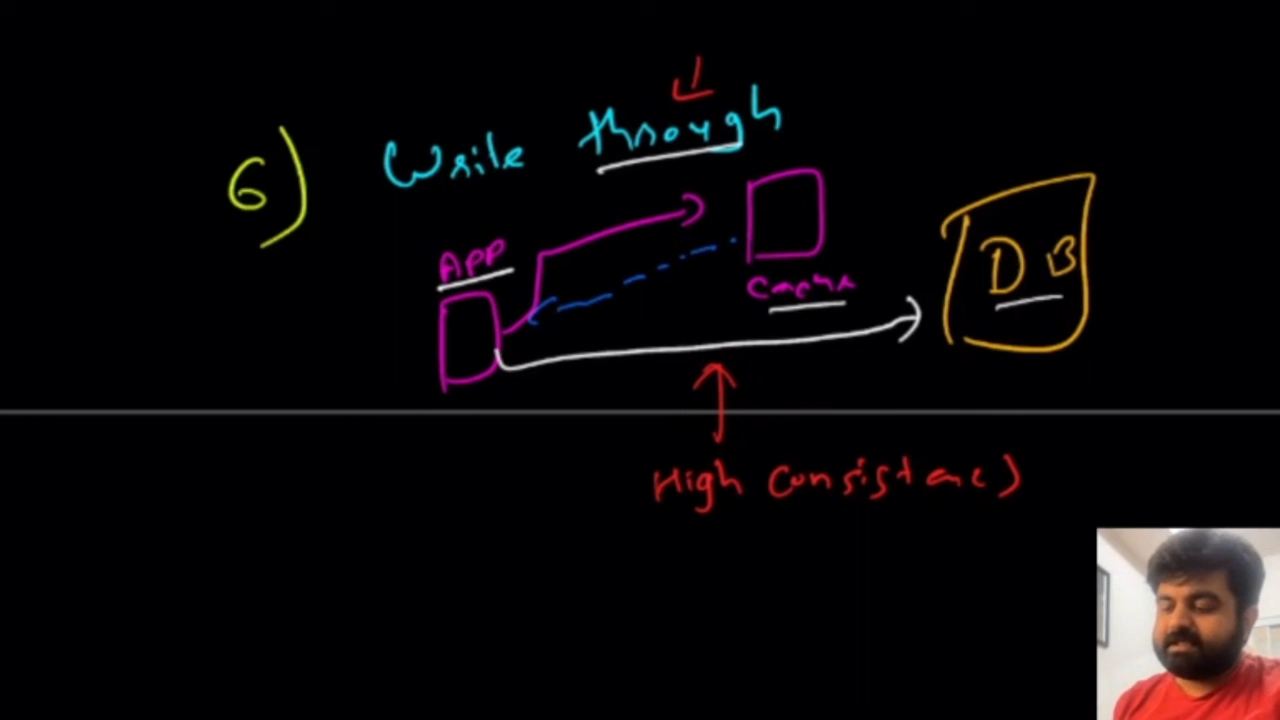 6) Write through
APP
Cache
DB
High Consistency